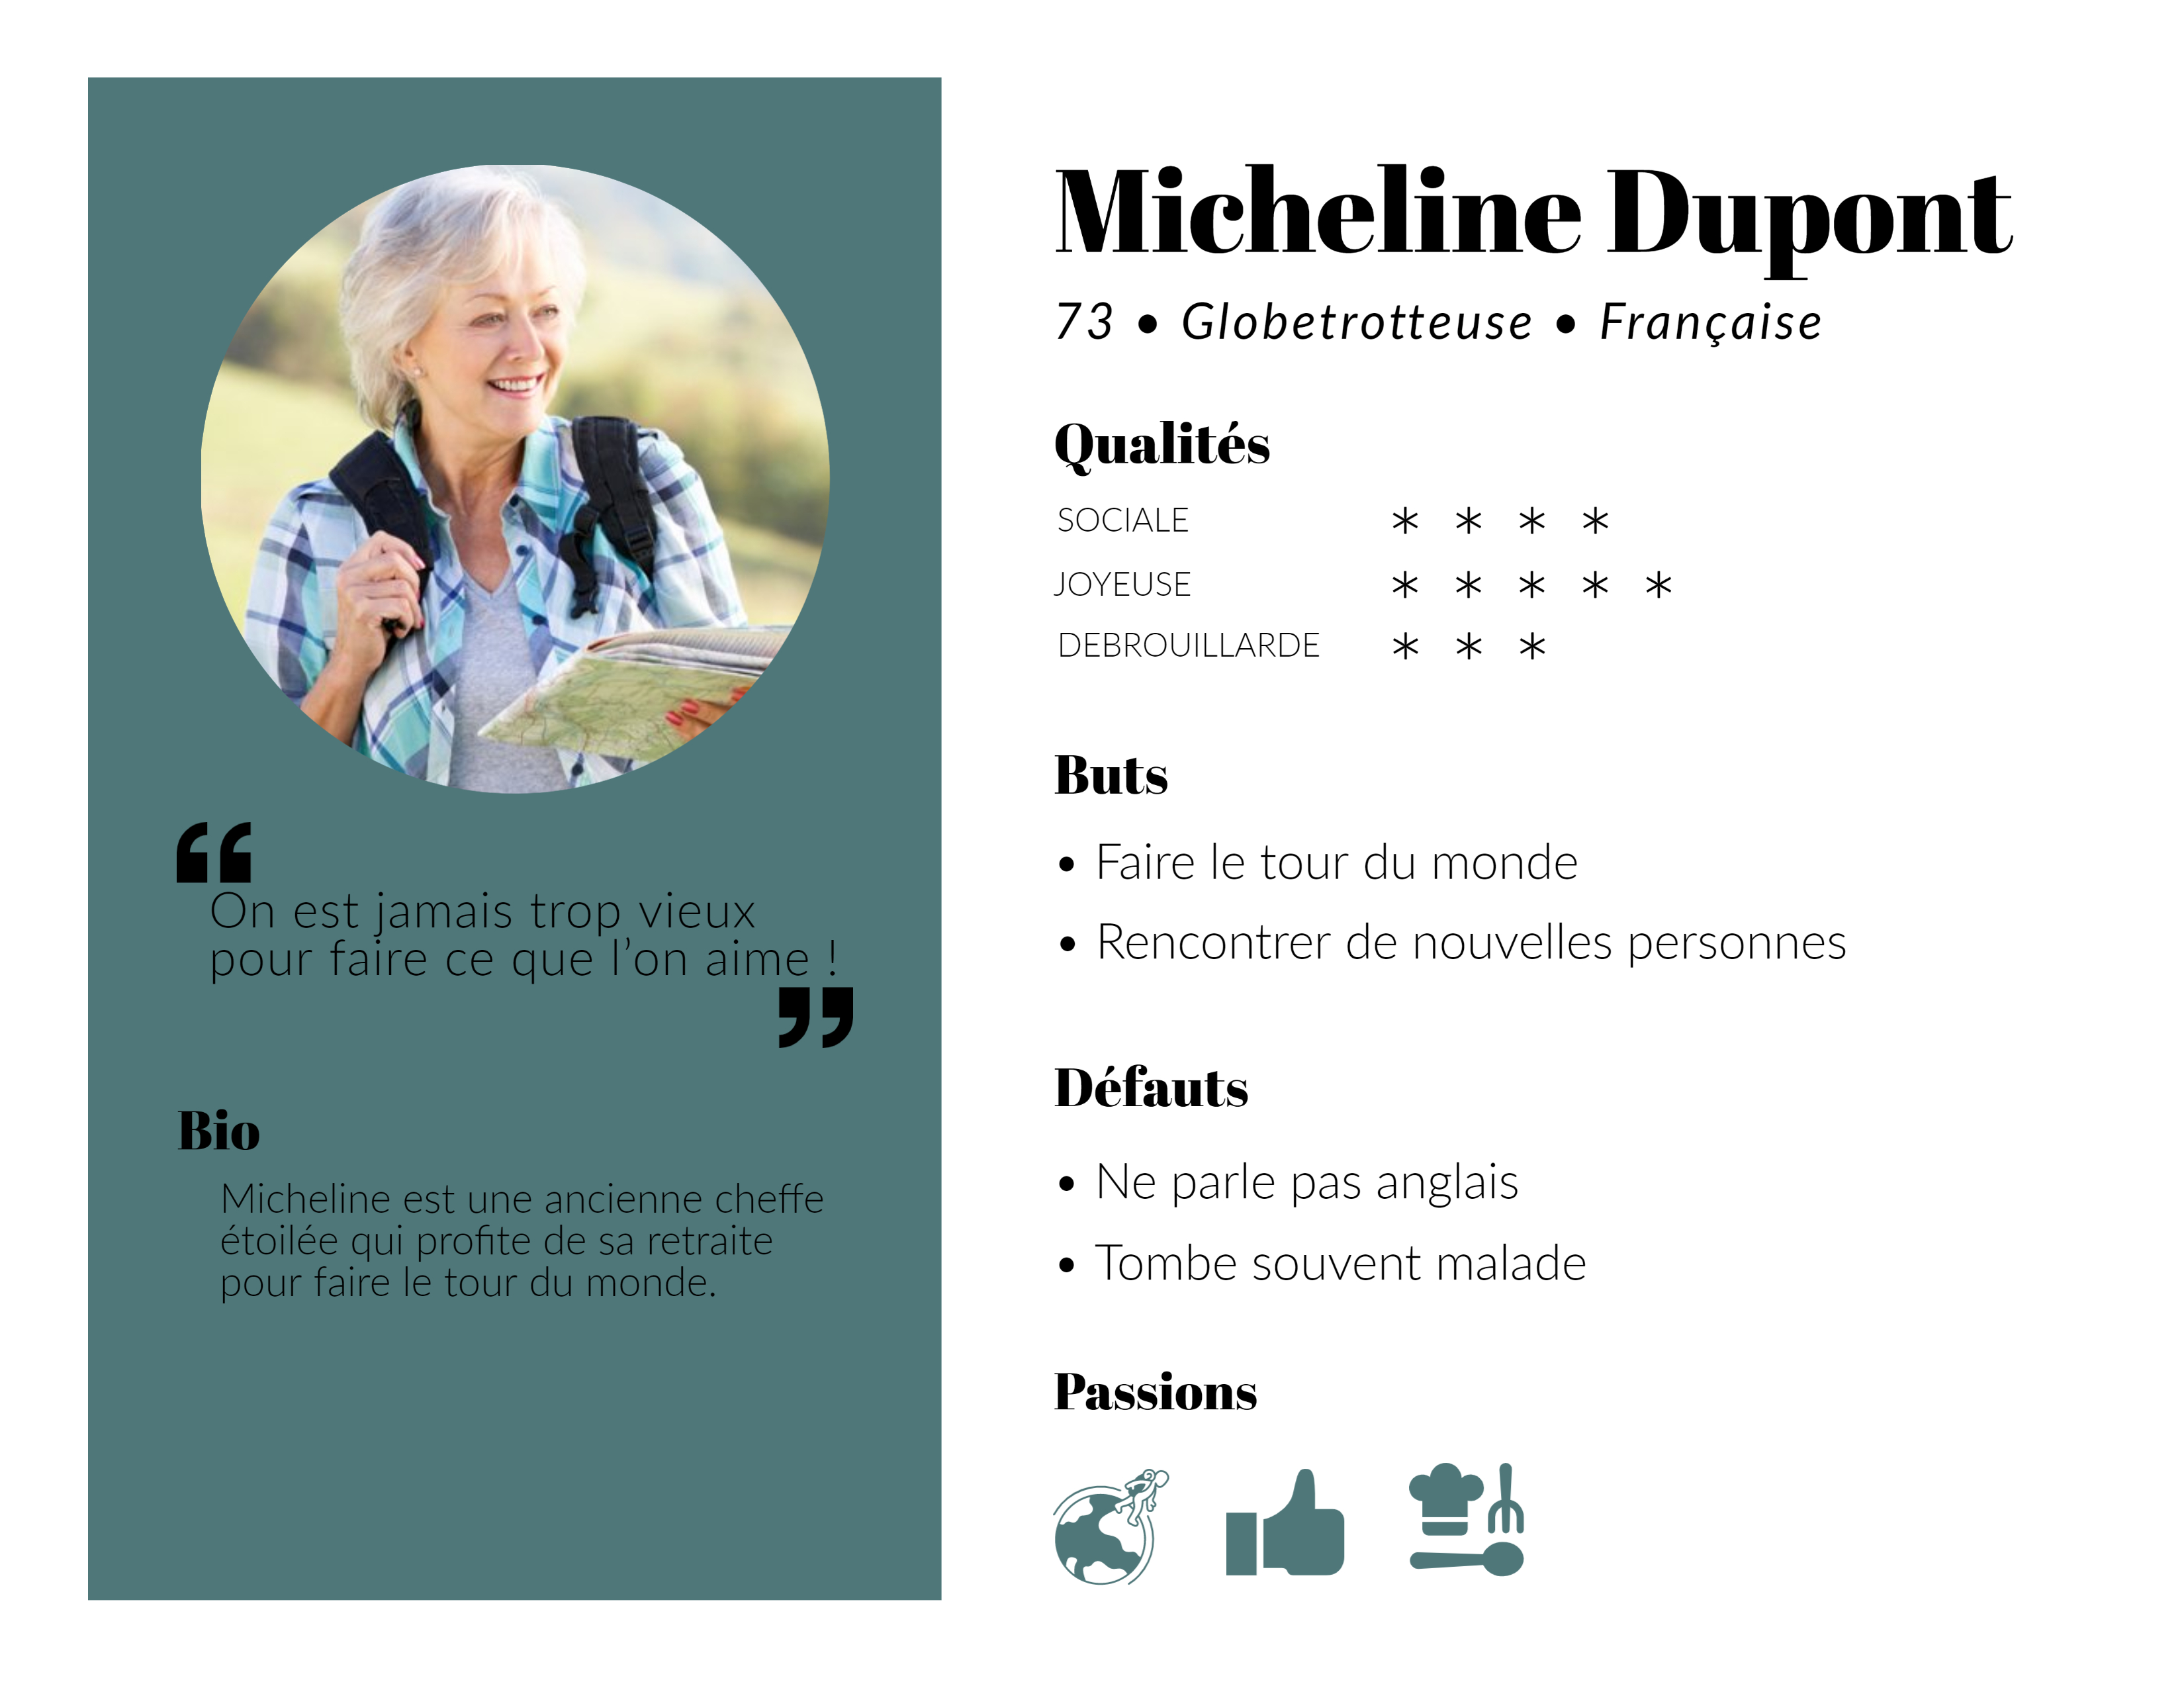 “
On est jamais trop vieux
pour faire ce que l’on aime !
”
Bio
Micheline est une ancienne cheffe
étoilée qui profite de sa retraite
pour faire le tour du monde.
Micheline Dupont
73 • Globetrotteuse • Française
Qualités
SOCIALE * * * *
JOYEUSE * * * * *
DEBROUILLARDE * * *
Buts
• Faire le tour du monde
• Rencontrer de nouvelles personnes
Défauts
• Ne parle pas anglais
• Tombe souvent malade
Passions